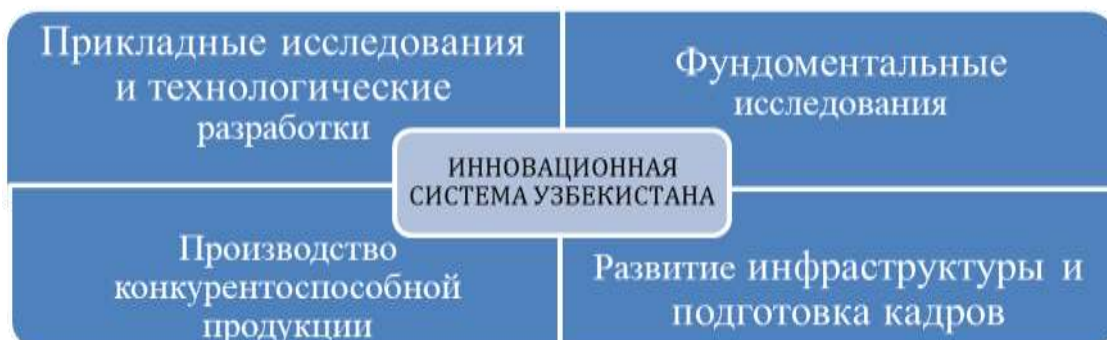 Прикладные исследования
и технологические
разработки
Фундоментальные
исследования
ИННОВАЦИОННАЯ
СИСТЕМА УЗБЕКИСТАНА
Производство
конкурентоспособной
продукции
Развитие инфраструктуры и
подготовка кадров